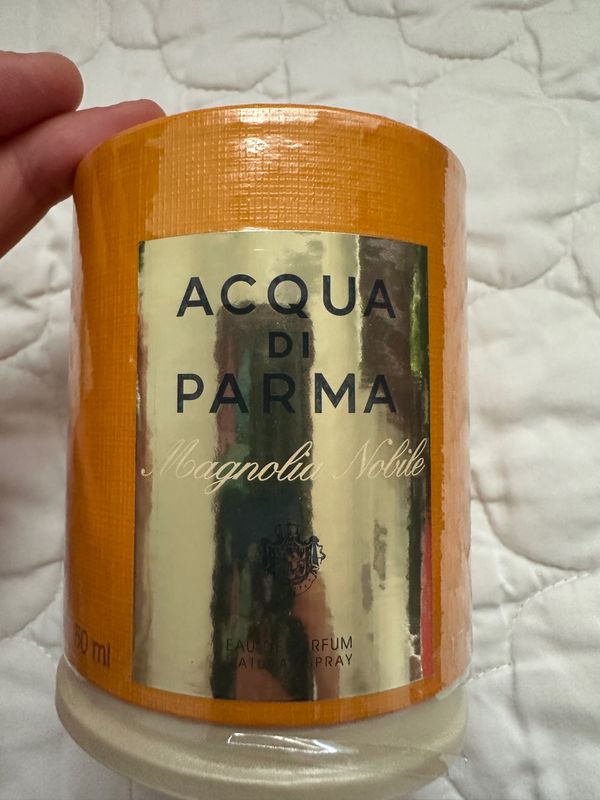 ACQUA
DI
PARMA
Magnolia Nobile
EAU DE PARFUM
NATURAL SPRAY
50 ml